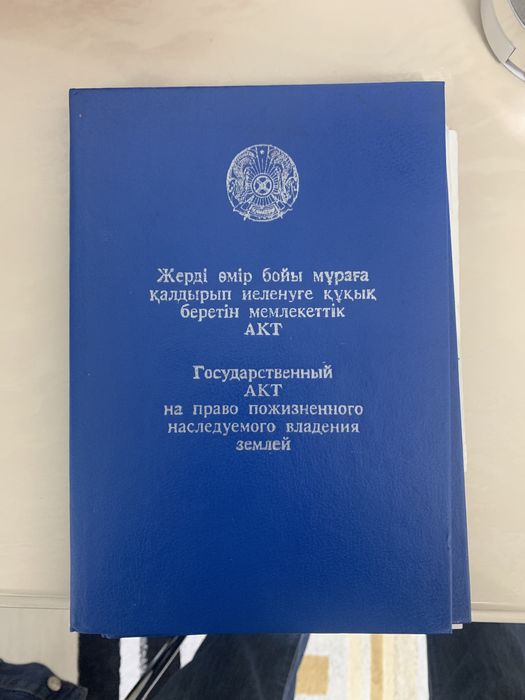 Жерді өмір бойы мұраға
қалдырып иеленуге құқық
беретін мемлекеттік
АКТ
Государственный
АКТ
на право пожизненного
наследуемого владения
землей